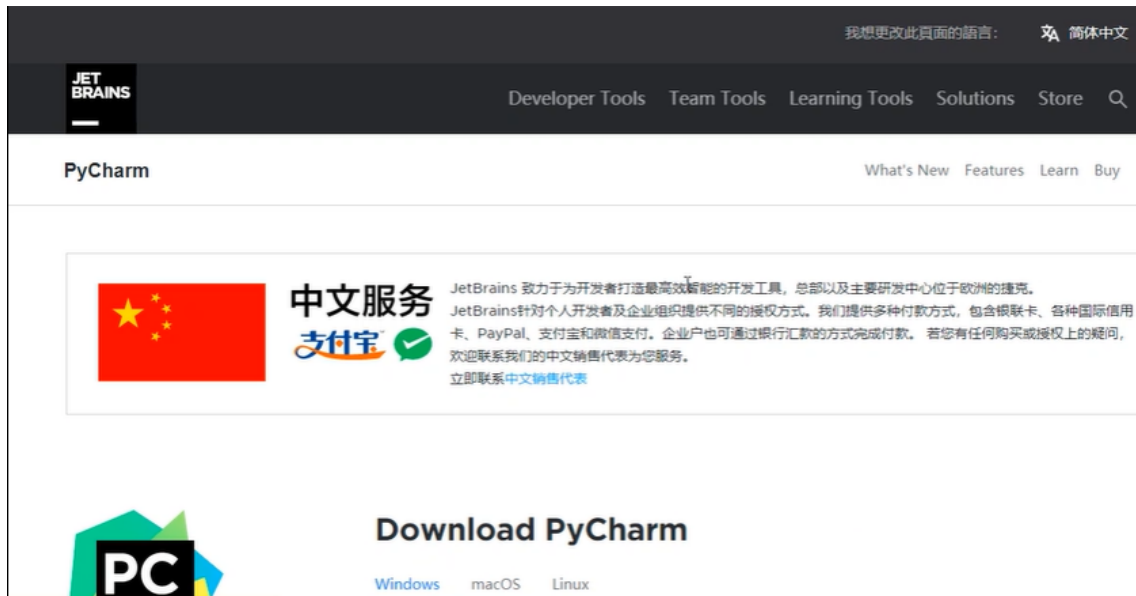 我想更改此頁面的語言： 简体中文
JET
BRAINS
Developer Tools Team Tools Learning Tools Solutions Store
PyCharm
What's New Features Learn Buy
中文服务
支付宝
JetBrains 致力于为开发者打造最高效智能的开发工具，总部以及主要研发中心位于欧洲的捷克。
JetBrains针对个人开发者及企业组织提供不同的授权方式。我们提供多种付款方式，包含银联卡、各种国际信用
卡、PayPal、支付宝和微信支付。企业户也可通过银行汇款的方式完成付款。 若您有任何购买或授权上的疑问，
欢迎联系我们的中文销售代表为您服务。
立即联系中文销售代表
Download PyCharm
PC
Windows macOS Linux